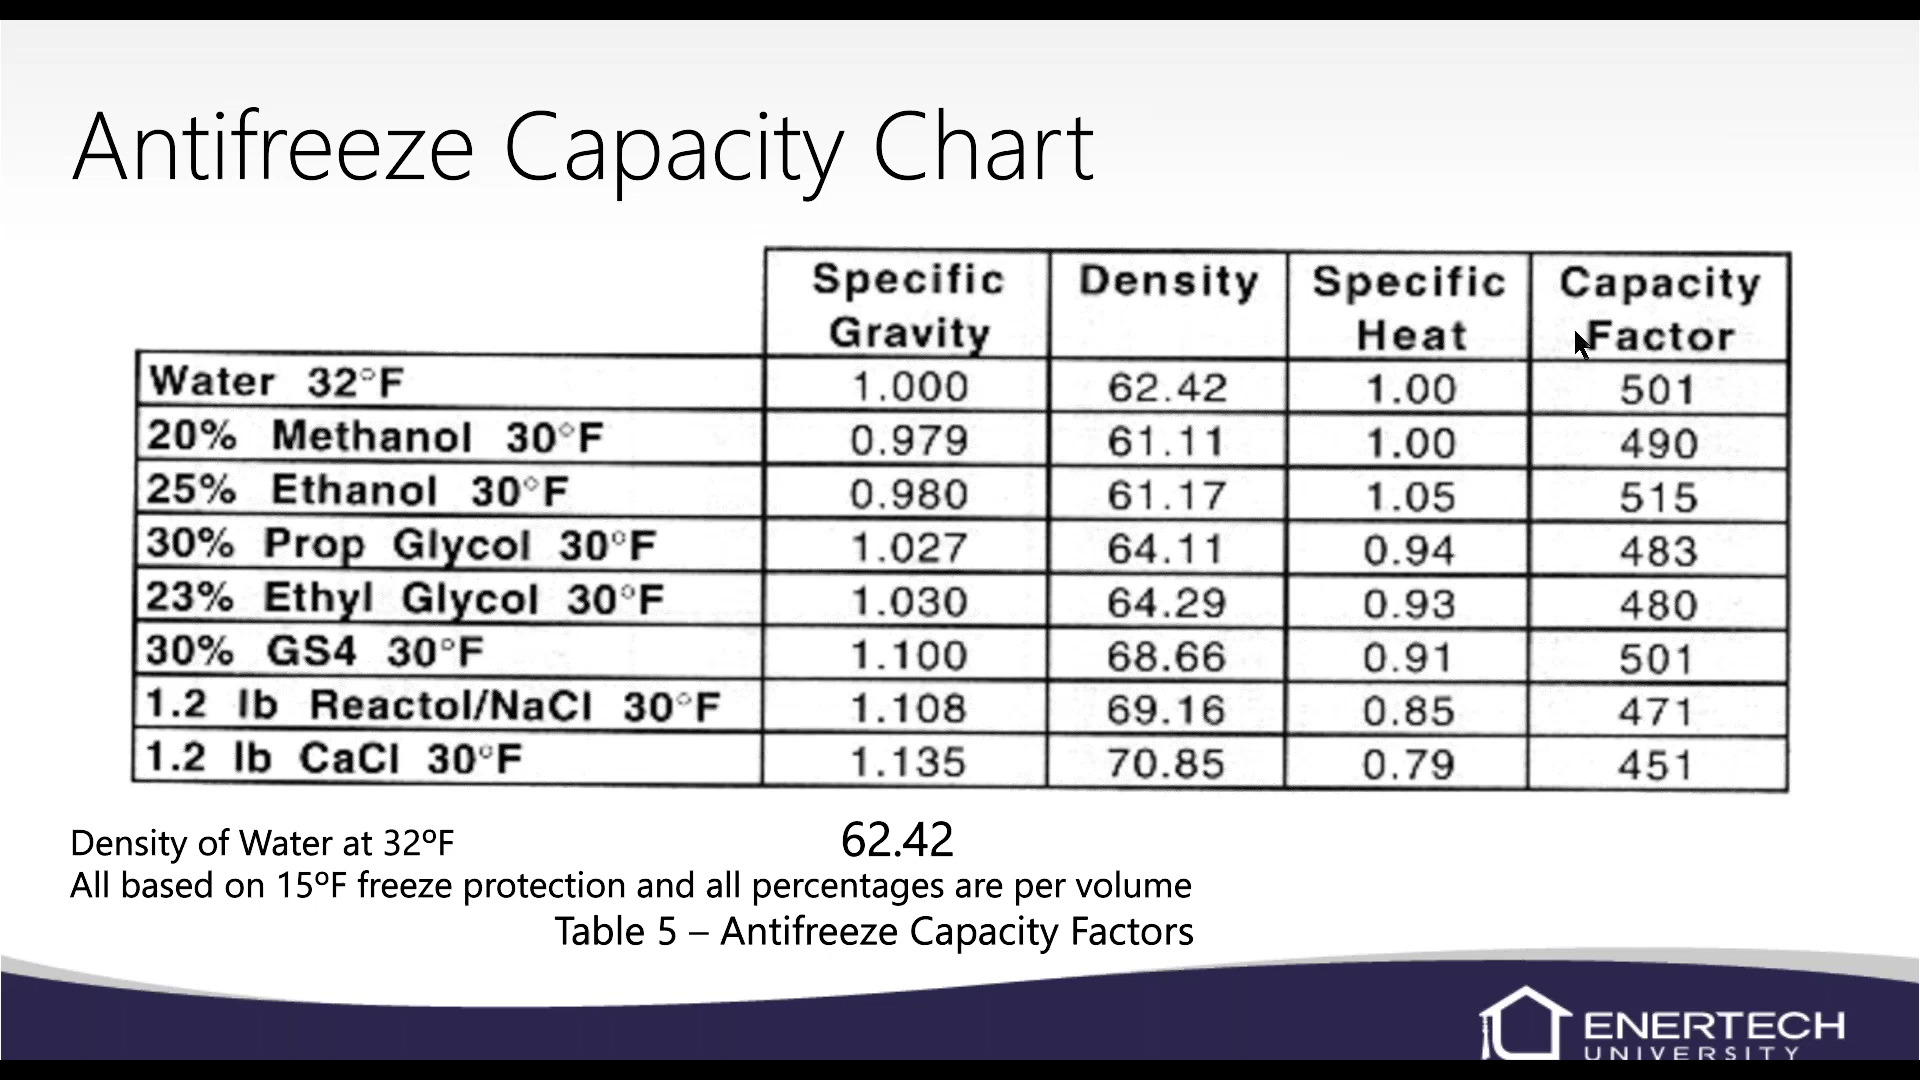 Antifreeze Capacity Chart
Specific Gravity Density Specific Heat Capacity Factor
Water 32°F 1.000 62.42 1.00 501
20% Methanol 30°F 0.979 61.11 1.00 490
25% Ethanol 30°F 0.980 61.17 1.05 515
30% Prop Glycol 30°F 1.027 64.11 0.94 483
23% Ethyl Glycol 30°F 1.030 64.29 0.93 480
30% GS4 30°F 1.100 68.66 0.91 501
1.2 lb Reactol/NaCl 30°F 1.108 69.16 0.85 471
1.2 lb CaCl 30°F 1.135 70.85 0.79 451
Density of Water at 32ºF 62.42
All based on 15ºF freeze protection and all percentages are per volume
Table 5 – Antifreeze Capacity Factors
ENERTECH
UNIVERSITY